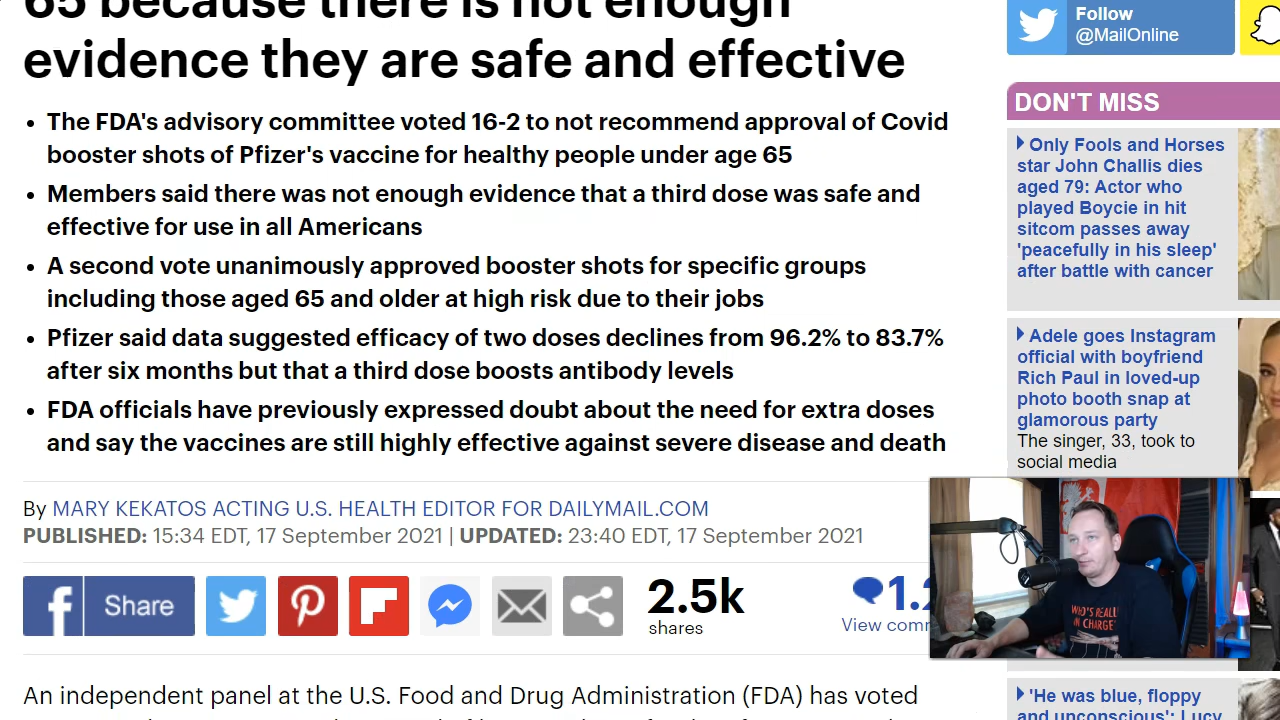 65 because there is not enough
evidence they are safe and effective
• The FDA's advisory committee voted 16-2 to not recommend approval of Covid
booster shots of Pfizer's vaccine for healthy people under age 65
• Members said there was not enough evidence that a third dose was safe and
effective for use in all Americans
• A second vote unanimously approved booster shots for specific groups
including those aged 65 and older at high risk due to their jobs
• Pfizer said data suggested efficacy of two doses declines from 96.2% to 83.7%
after six months but that a third dose boosts antibody levels
• FDA officials have previously expressed doubt about the need for extra doses
and say the vaccines are still highly effective against severe disease and death
By MARY KEKATOS ACTING U.S. HEALTH EDITOR FOR DAILYMAIL.COM
PUBLISHED: 15:34 EDT, 17 September 2021 | UPDATED: 23:40 EDT, 17 September 2021
f Share
2.5k
shares
1.2
View comm
An independent panel at the U.S. Food and Drug Administration (FDA) has voted
Follow
@MailOnline
DON'T MISS
Only Fools and Horses
star John Challis dies
aged 79: Actor who
played Boycie in hit
sitcom passes away
'peacefully in his sleep'
after battle with cancer
Adele goes Instagram
official with boyfriend
Rich Paul in loved-up
photo booth snap at
glamorous party
The singer, 33, took to
social media
WHO'S REALLY
IN CHARGE?
'He was blue, floppy
and unconscious': Lucy